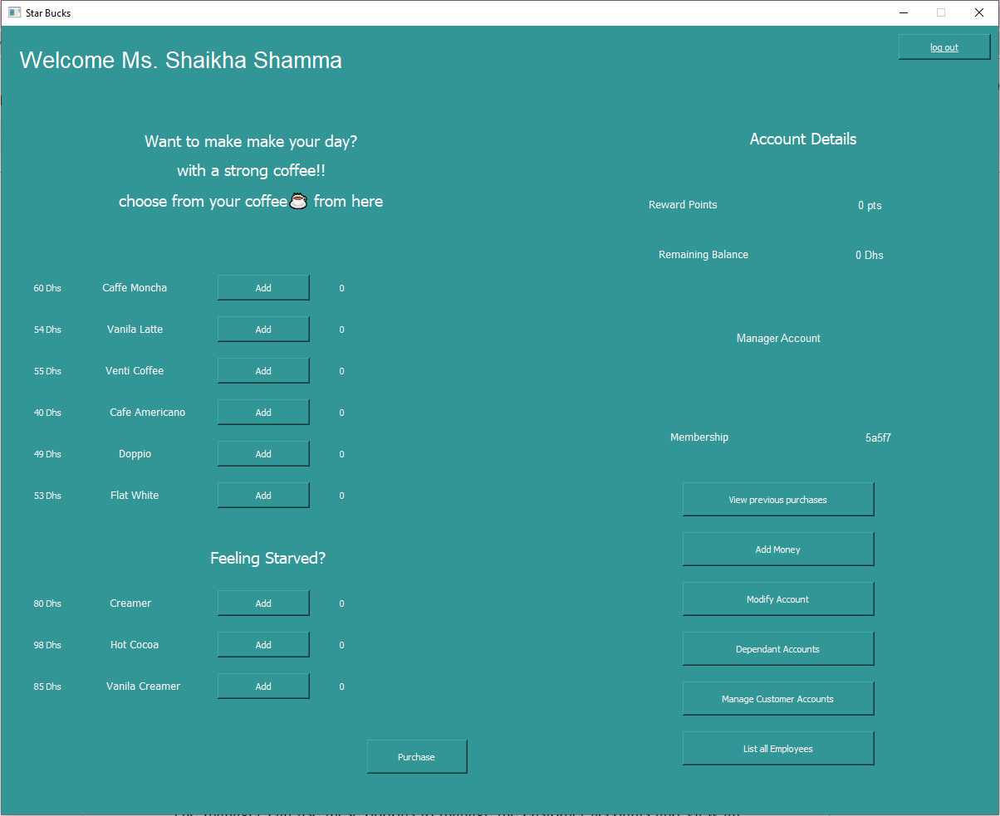 Star Bucks
Welcome Ms. Shaikha Shamma
log out
Want to make make your day?
with a strong coffee!!
choose from your coffee☕ from here
60 Dhs Caffe Moncha Add 0
54 Dhs Vanila Latte Add 0
55 Dhs Venti Coffee Add 0
40 Dhs Cafe Americano Add 0
49 Dhs Doppio Add 0
53 Dhs Flat White Add 0
Feeling Starved?
80 Dhs Creamer Add 0
98 Dhs Hot Cocoa Add 0
85 Dhs Vanila Creamer Add 0
Purchase
Account Details
Reward Points 0 pts
Remaining Balance 0 Dhs
Manager Account
Membership 5a5f7
View previous purchases
Add Money
Modify Account
Dependant Accounts
Manage Customer Accounts
List all Employees